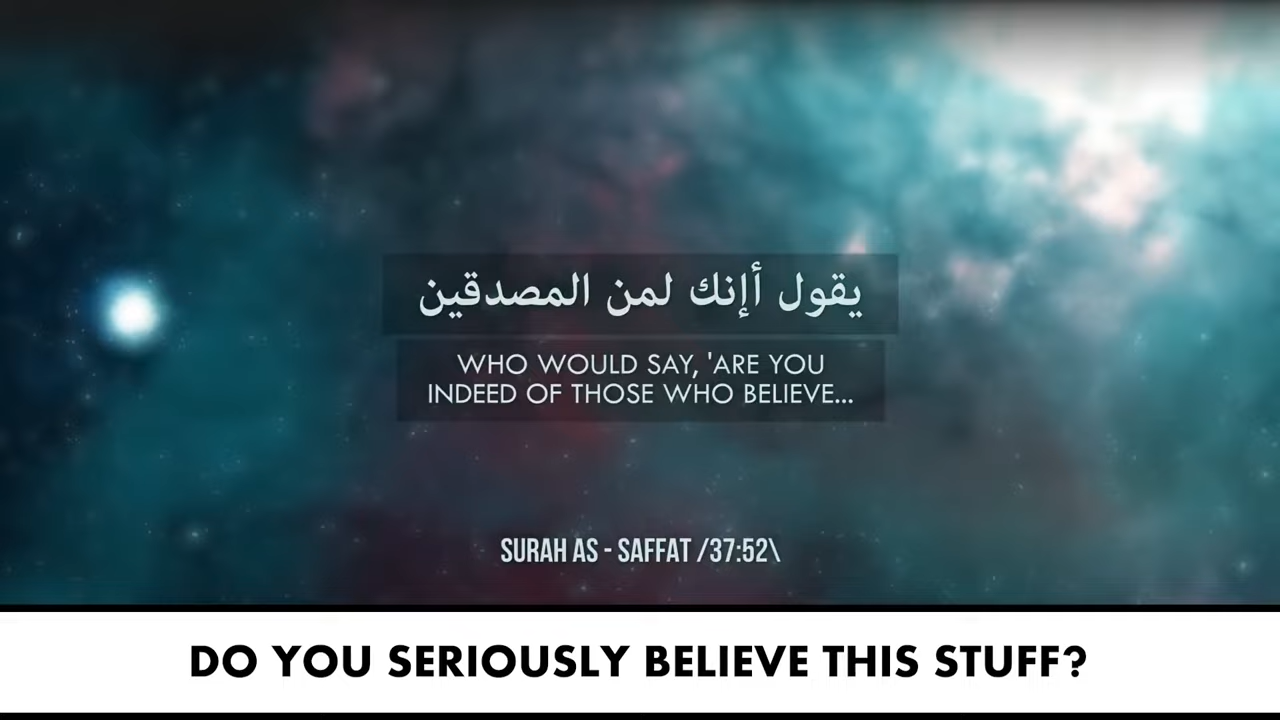 يقول أإنك لمن المصدقين
WHO WOULD SAY, 'ARE YOU
INDEED OF THOSE WHO BELIEVE...
SURAH AS - SAFFAT /37:52\
DO YOU SERIOUSLY BELIEVE THIS STUFF?